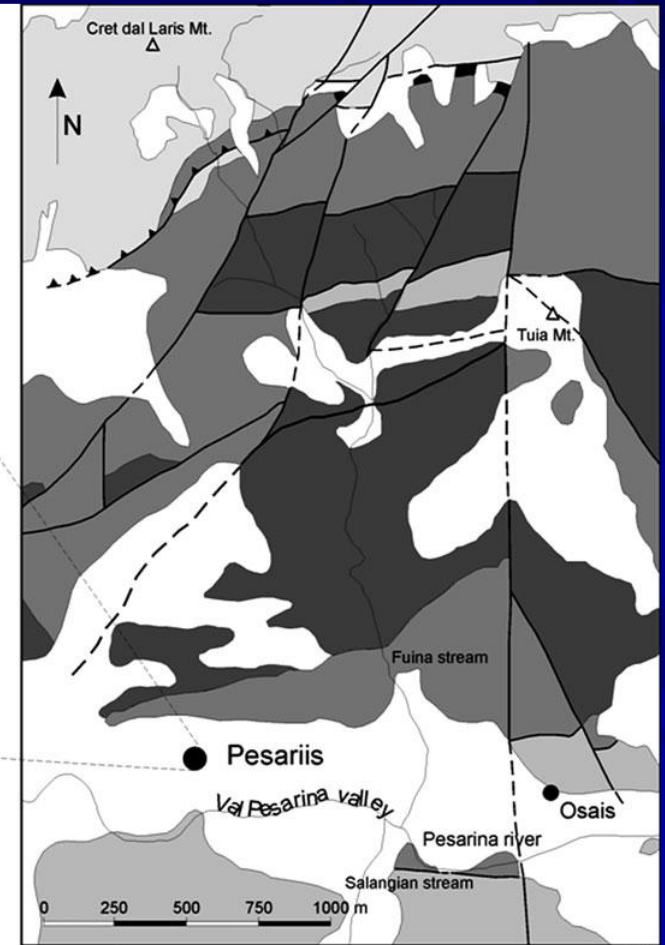 Cret dal Laris Mt.
N
Tuia Mt.
Fuina stream
Pesariis
Val Pesarina valley
Osais
Pesarina river
Salangian stream
0 250 500 750 1000 m